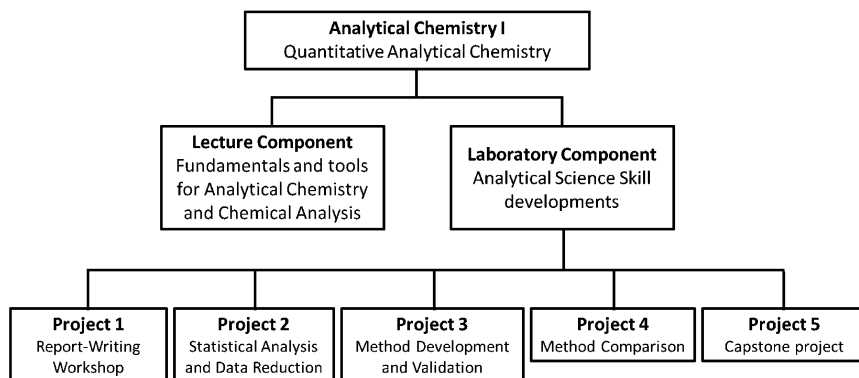 Analytical Chemistry I
Quantitative Analytical Chemistry
Lecture Component
Fundamentals and tools
for Analytical Chemistry
and Chemical Analysis
Laboratory Component
Analytical Science Skill
developments
Project 1
Report-Writing
Workshop
Project 2
Statistical Analysis
and Data Reduction
Project 3
Method Development
and Validation
Project 4
Method Comparison
Project 5
Capstone project